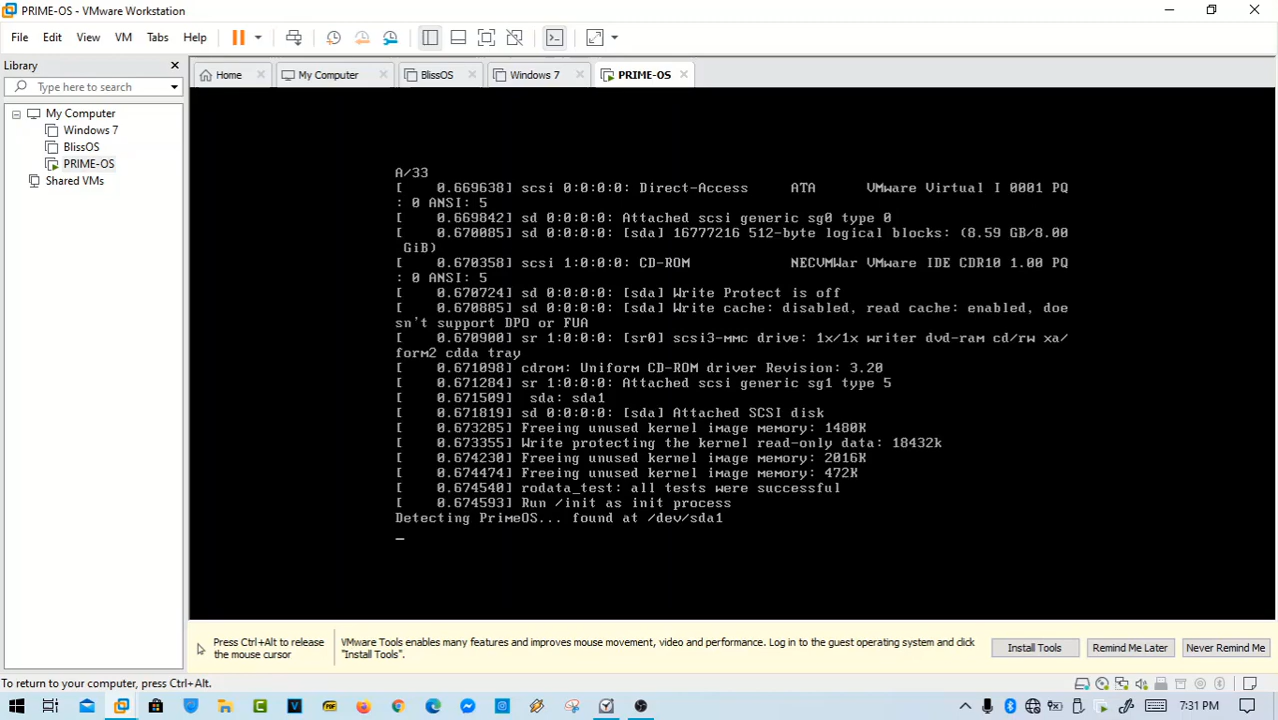 PRIME-OS - VMware Workstation
File Edit View VM Tabs Help
Library
Type here to search
My Computer
Windows 7
BlissOS
PRIME-OS
Shared VMs
Home My Computer BlissOS Windows 7 PRIME-OS
A/33
[ 0.669638] scsi 0:0:0:0: Direct-Access ATA VMware Virtual I 0001 PQ
: 0 ANSI: 5
[ 0.669842] sd 0:0:0:0: Attached scsi generic sg0 type 0
[ 0.670085] sd 0:0:0:0: [sda] 16777216 512-byte logical blocks: (8.59 GB/8.00
GiB)
[ 0.670358] scsi 1:0:0:0: CD-ROM NECVMWar VMware IDE CDR10 1.00 PQ
: 0 ANSI: 5
[ 0.670724] sd 0:0:0:0: [sda] Write Protect is off
[ 0.670885] sd 0:0:0:0: [sda] Write cache: disabled, read cache: enabled, doe
sn't support DPO or FUA
[ 0.670900] sr 1:0:0:0: [sr0] scsi3-mmc drive: 1x/1x writer dvd-ram cd/rw xa/
form2 cdda tray
[ 0.671098] cdrom: Uniform CD-ROM driver Revision: 3.20
[ 0.671284] sr 1:0:0:0: Attached scsi generic sg1 type 5
[ 0.671509]  sda: sda1
[ 0.671819] sd 0:0:0:0: [sda] Attached SCSI disk
[ 0.673285] Freeing unused kernel image memory: 1480K
[ 0.673355] Write protecting the kernel read-only data: 18432k
[ 0.674230] Freeing unused kernel image memory: 2016K
[ 0.674474] Freeing unused kernel image memory: 472K
[ 0.674540] rodata_test: all tests were successful
[ 0.674593] Run /init as init process
Detecting PrimeOS... found at /dev/sda1
_
Press Ctrl+Alt to release
the mouse cursor
VMware Tools enables many features and improves mouse movement, video and performance. Log in to the guest operating system and click
"Install Tools".
Install Tools Remind Me Later Never Remind Me
To return to your computer, press Ctrl+Alt.
7:31 PM